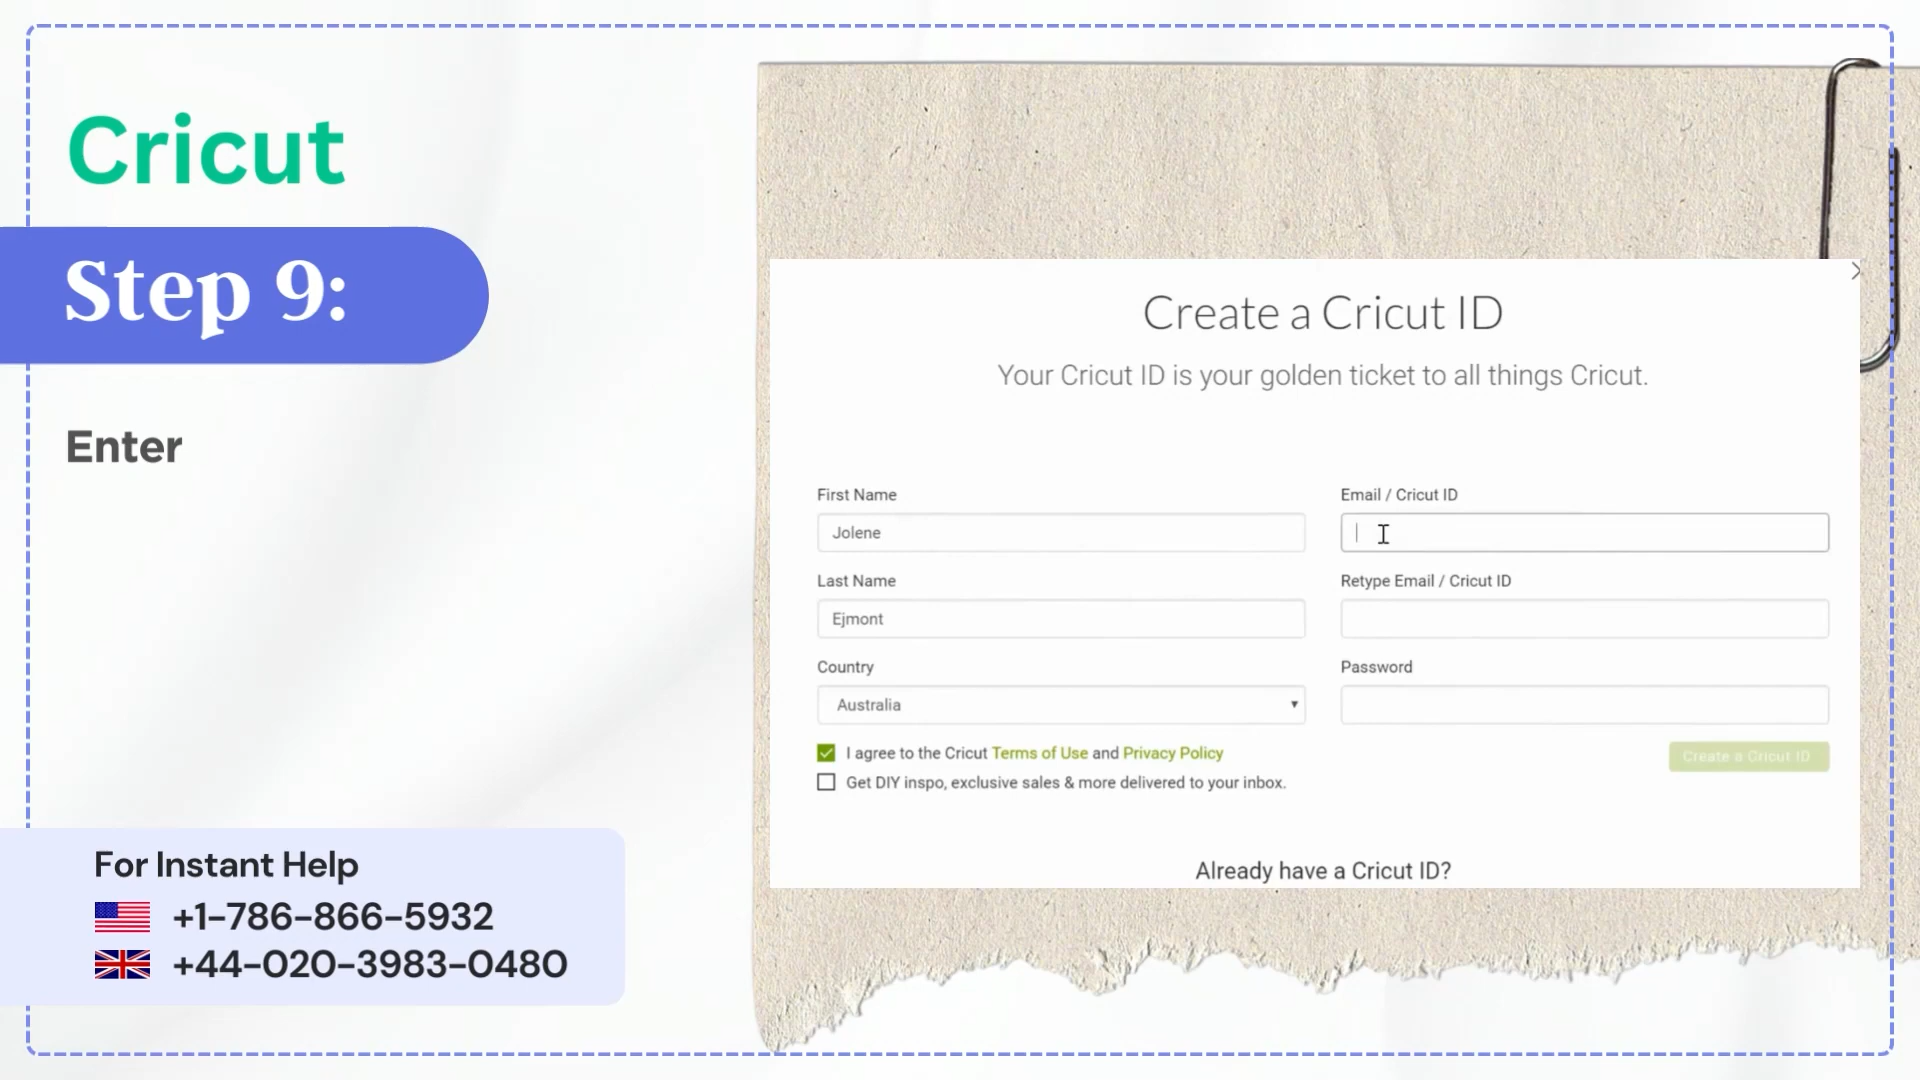 Cricut
Step 9:
Enter
For Instant Help
+1-786-866-5932
+44-020-3983-0480
Create a Cricut ID
Your Cricut ID is your golden ticket to all things Cricut.
First Name
Jolene
Last Name
Ejmont
Country
Australia
Email / Cricut ID
Retype Email / Cricut ID
Password
I agree to the Cricut Terms of Use and Privacy Policy
Get DIY inspo, exclusive sales & more delivered to your inbox.
Create a Cricut ID
Already have a Cricut ID?